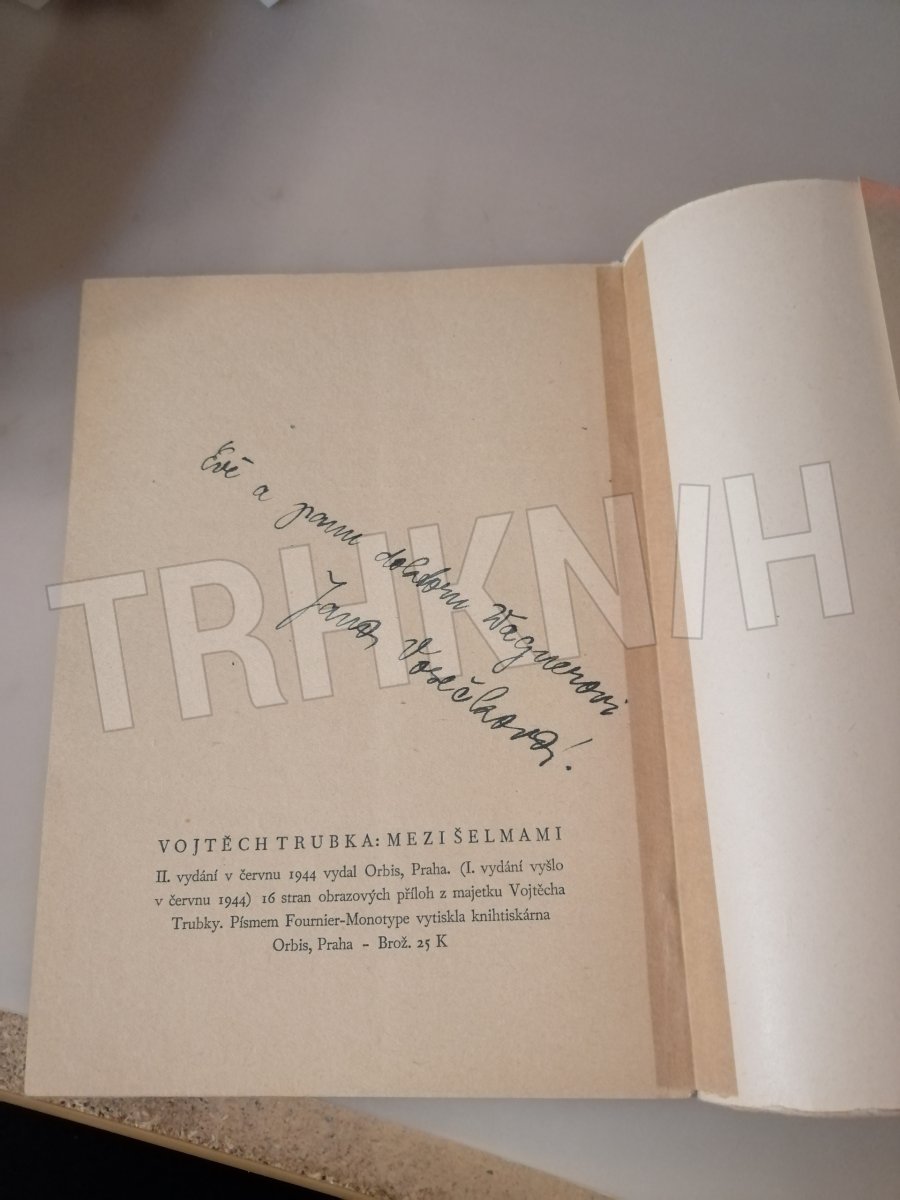 Evě a panu doktoru Wagnerovi
Jana
TRHKNIH
VOJTĚCH TRUBKA: MEZI ŠELMAMI
II. vydání v červnu 1944 vydal Orbis, Praha. (I. vydání vyšlo
v červnu 1944) 16 stran obrazových příloh z majetku Vojtěcha
Trubky. Písmem Fournier-Monotype vytiskla knihtiskárna
Orbis, Praha – Brož. 25 K